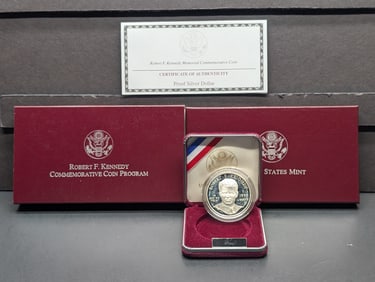 Robert F. Kennedy Memorial Commemorative Coin
CERTIFICATE OF AUTHENTICITY
Proof Silver Dollar
ROBERT F. KENNEDY
COMMEMORATIVE COIN PROGRAM
STATES MINT